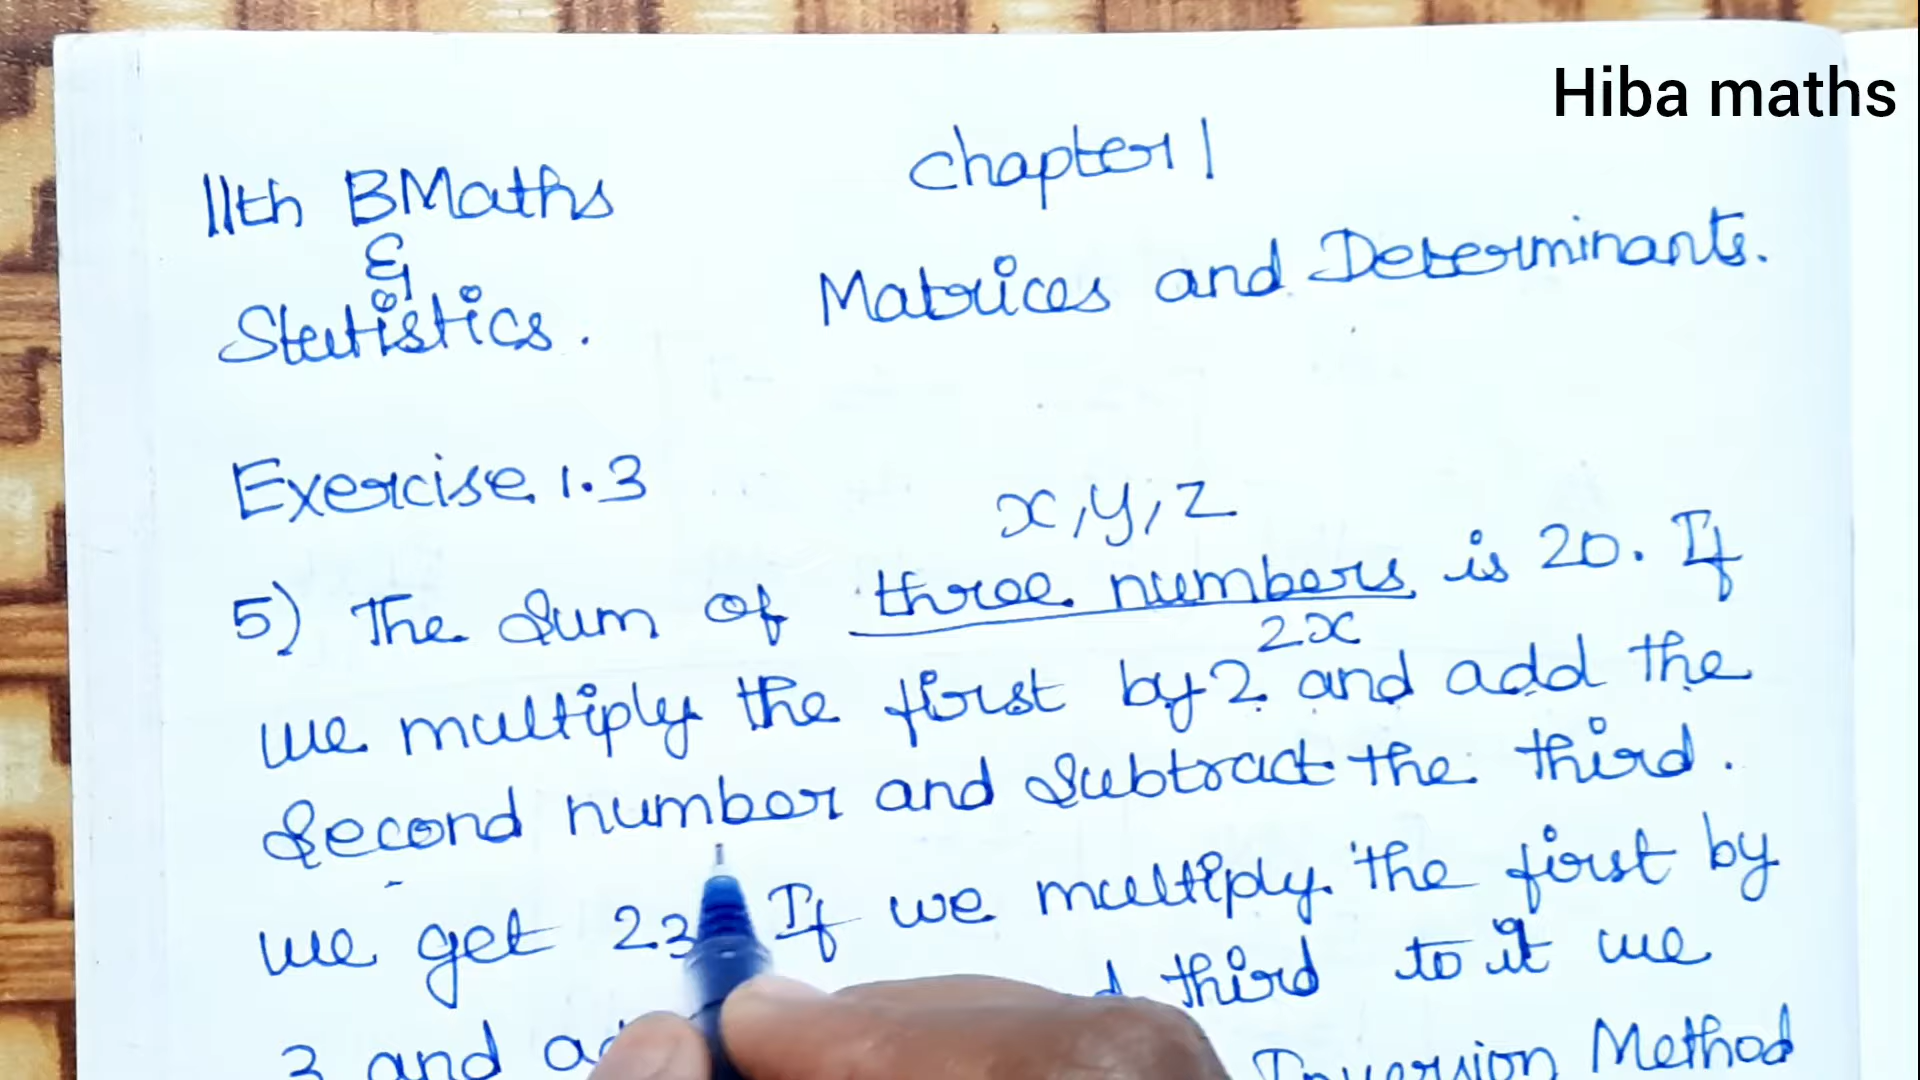 Hiba maths
11th BMaths
&
Statistics.
Chapter 1
Matrices and Determinants.
Exercise 1.3
x, y, z
5) The sum of three numbers is 20. If
2x
we multiply the first by 2 and add the
second number and subtract the third.
we get 23 If we multiply the first by
3 and third to it we
Inversion Method